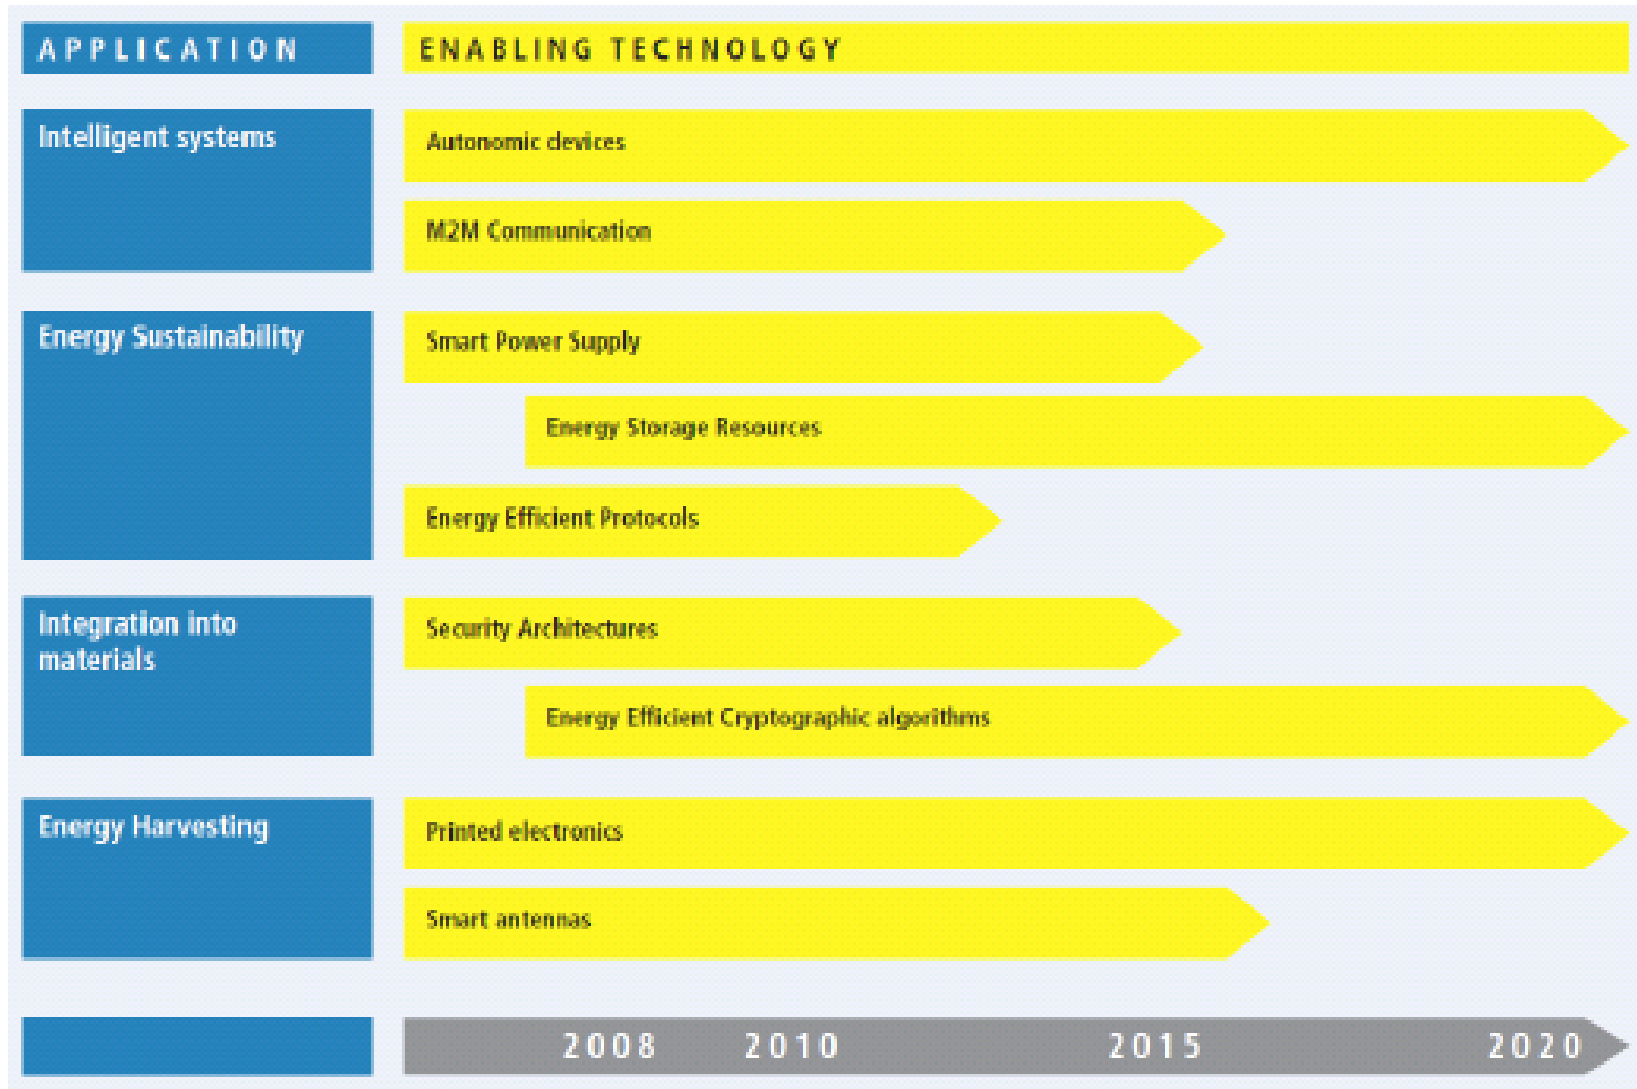 APPLICATION
ENABLING TECHNOLOGY
Intelligent systems
Autonomic devices
M2M Communication
Energy Sustainability
Smart Power Supply
Energy Storage Resources
Energy Efficient Protocols
Integration into
materials
Security Architectures
Energy Efficient Cryptographic algorithms
Energy Harvesting
Printed electronics
Smart antennas
2008 2010 2015 2020